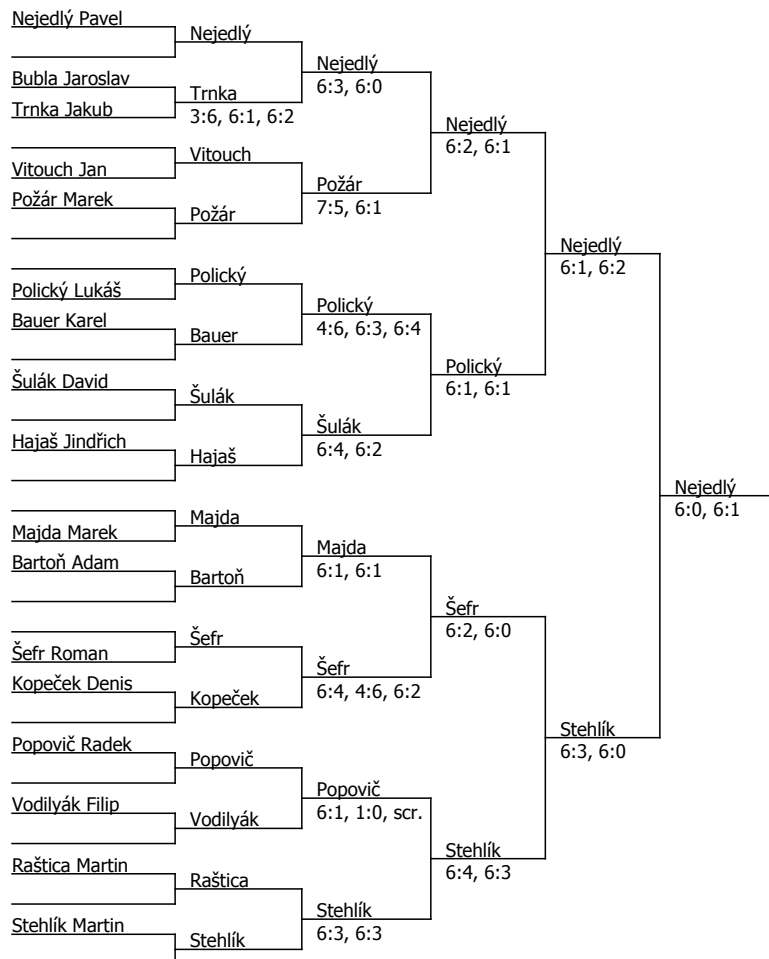 Nejedlý Pavel
Bubla Jaroslav
Trnka Jakub
Vitouch Jan
Požár Marek
Polický Lukáš
Bauer Karel
Šulák David
Hajaš Jindřich
Majda Marek
Bartoň Adam
Šefr Roman
Kopeček Denis
Popovič Radek
Vodilyák Filip
Raštica Martin
Stehlík Martin
Nejedlý
Trnka
3:6, 6:1, 6:2
Vitouch
Požár
Polický
Bauer
Šulák
Hajaš
Majda
Bartoň
Šefr
Kopeček
Popovič
Vodilyák
Raštica
Stehlík
Nejedlý
6:3, 6:0
Požár
7:5, 6:1
Polický
4:6, 6:3, 6:4
Šulák
6:4, 6:2
Majda
6:1, 6:1
Šefr
6:4, 4:6, 6:2
Popovič
6:1, 1:0, scr.
Stehlík
6:3, 6:3
Nejedlý
6:2, 6:1
Polický
6:1, 6:1
Šefr
6:2, 6:0
Stehlík
6:4, 6:3
Nejedlý
6:1, 6:2
Stehlík
6:3, 6:0
Nejedlý
6:0, 6:1